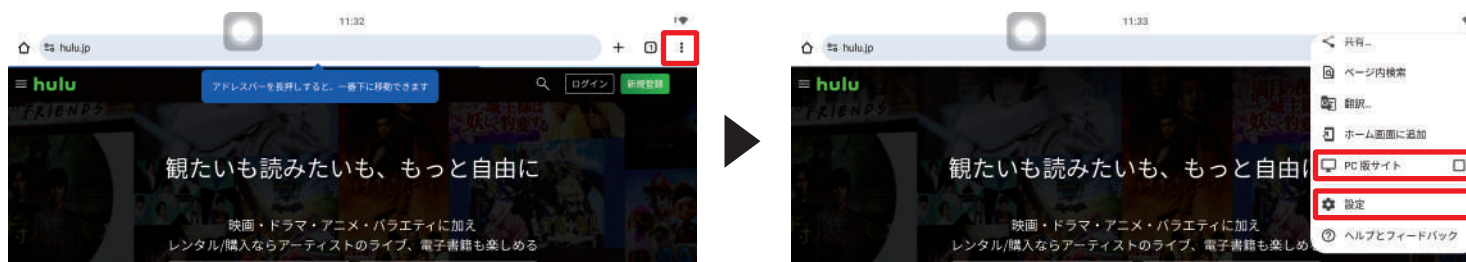 11:32
hulu.jp
1
アドレスバーを長押しすると、一番下に移動できます
hulu
ログイン
新規登録
FRIENDS
観たいも読みたいも、もっと自由に
映画・ドラマ・アニメ・バラエティに加え
レンタル/購入ならアーティストのライブ、電子書籍も楽しめる
11:33
hulu.jp
hulu
FRIENDS
観たいも読みたいも、もっと自由に
映画・ドラマ・アニメ・バラエティに加え
レンタル/購入ならアーティストのライブ、電子書籍も楽しめ
共有...
ページ内検索
翻訳...
ホーム画面に追加
PC 版サイト
設定
ヘルプとフィードバック